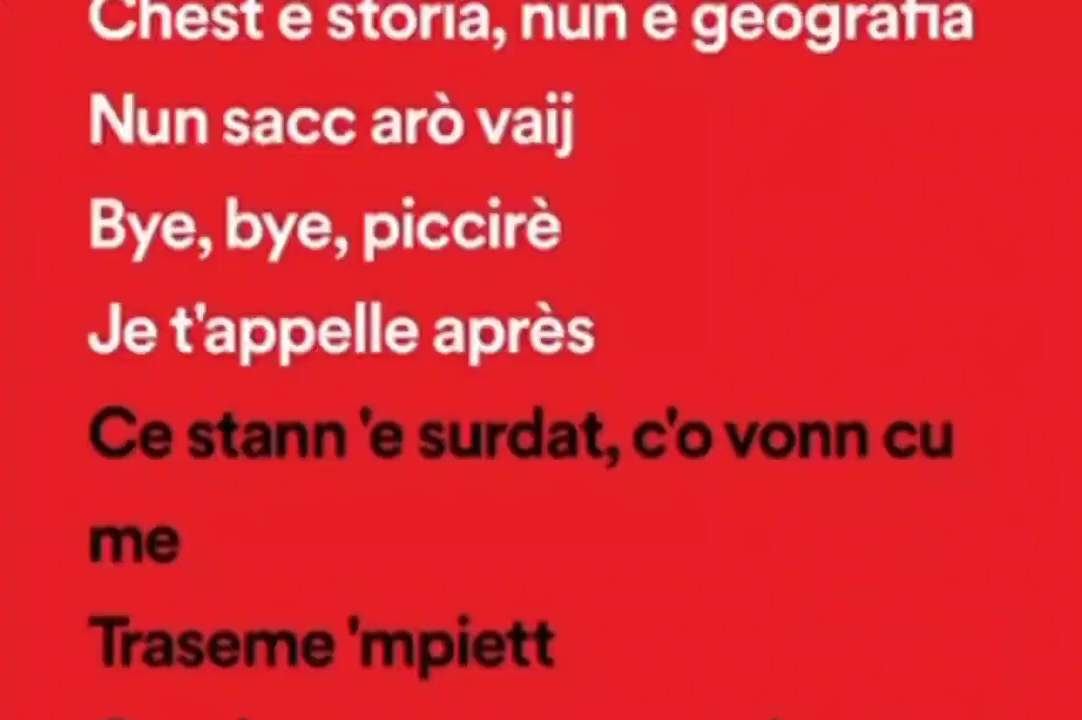 Chest è storia, nun è geografia
Nun sacc arò vaij
Bye, bye, piccirè
Je t'appelle après
Ce stann 'e surdat, c'o vonn cu
me
Traseme 'mpiett